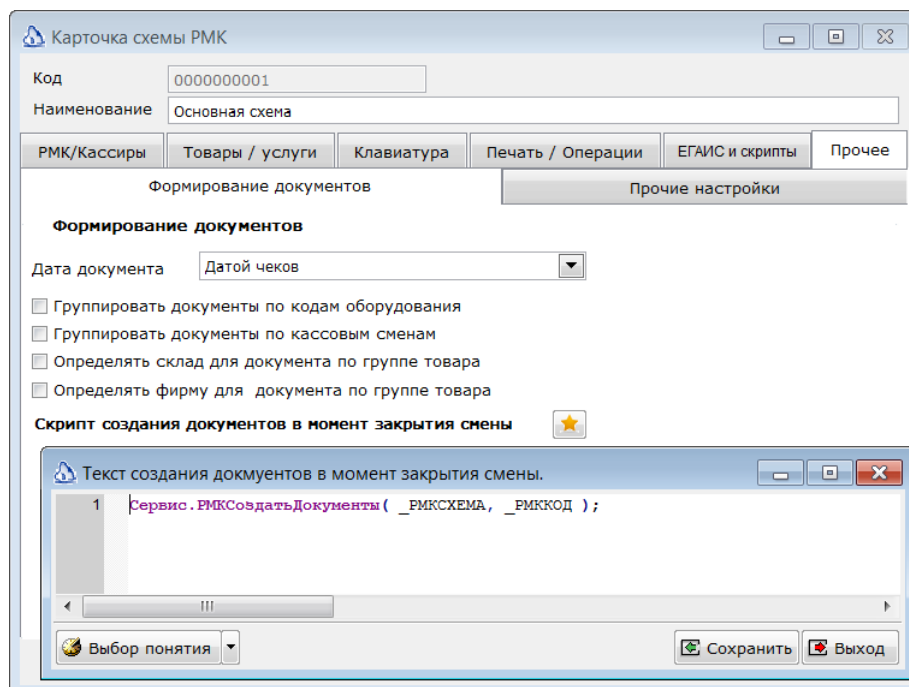 Карточка схемы РМК
Код 0000000001
Наименование Основная схема
РМК/Кассиры Товары / услуги Клавиатура Печать / Операции ЕГАИС и скрипты Прочее
Формирование документов Прочие настройки
Формирование документов
Дата документа Датой чеков
Группировать документы по кодам оборудования
Группировать документы по кассовым сменам
Определять склад для документа по группе товара
Определять фирму для документа по группе товара
Скрипт создания документов в момент закрытия смены
Текст создания докмуентов в момент закрытия смены.
1 Сервис.РМКСоздатьДокументы( _РМКСХЕМА, _РМККОД );
Выбор понятия Сохранить Выход